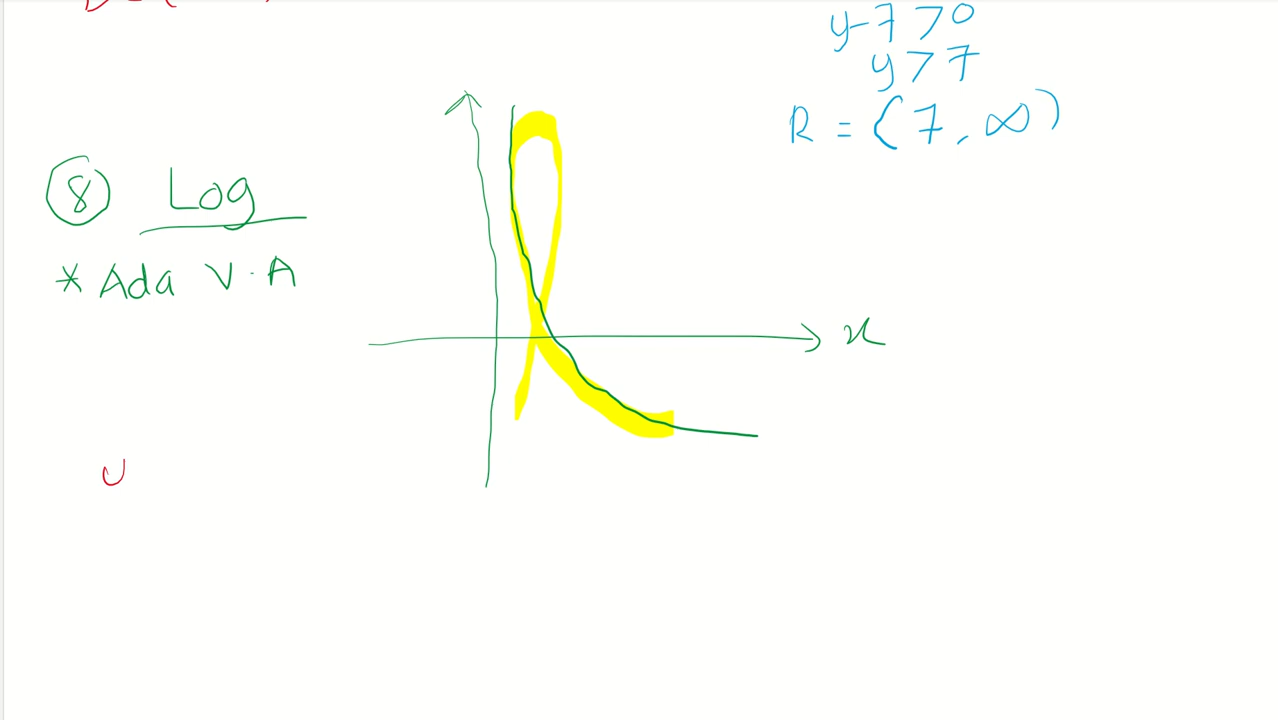 y-7 > 0
y > 7
R = (7, ∞)
8 Log
* Ada V.A
x